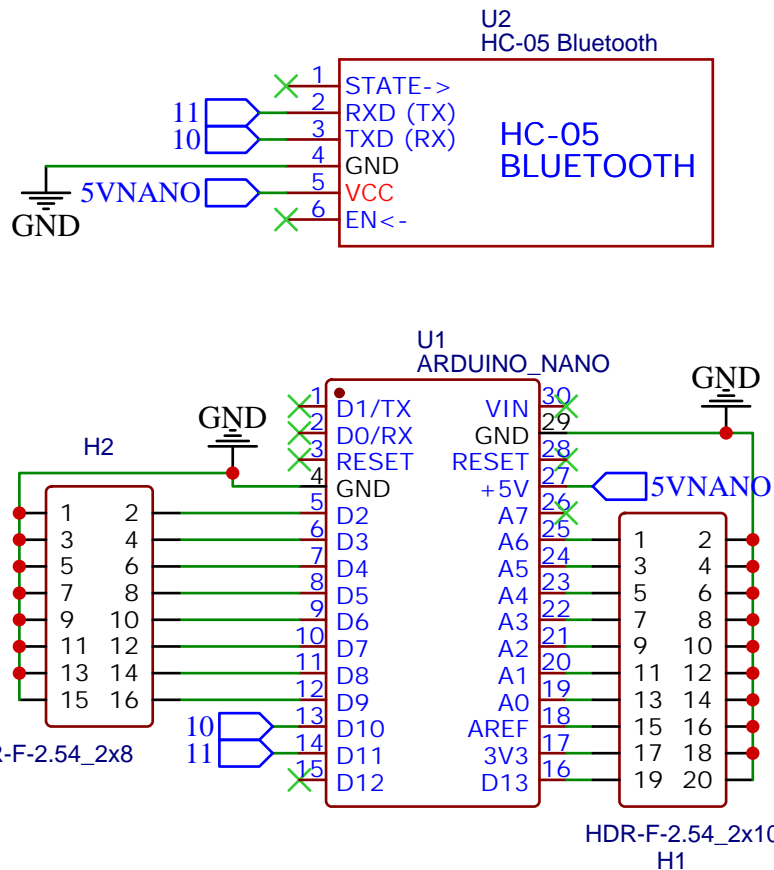 U2
HC-05 Bluetooth
1 STATE->
11 2 RXD (TX)
10 3 TXD (RX)
HC-05
BLUETOOTH
4 GND
GND
5VNANO 5 VCC
6 EN<-
U1
ARDUINO_NANO
GND
GND
H2
1 D1/TX VIN 30
2 D0/RX GND 29
3 RESET RESET 28
4 GND +5V 27 5VNANO
1 2 5 D2 A7 26
3 4 6 D3 A6 25 1 2
5 6 7 D4 A5 24 3 4
7 8 8 D5 A4 23 5 6
9 10 9 D6 A3 22 7 8
11 12 10 D7 A2 21 9 10
13 14 11 D8 A1 20 11 12
15 16 12 D9 A0 19 13 14
10 13 D10 AREF 18 15 16
11 14 D11 3V3 17 17 18
15 D12 D13 16 19 20
R-F-2.54_2x8
HDR-F-2.54_2x10
H1